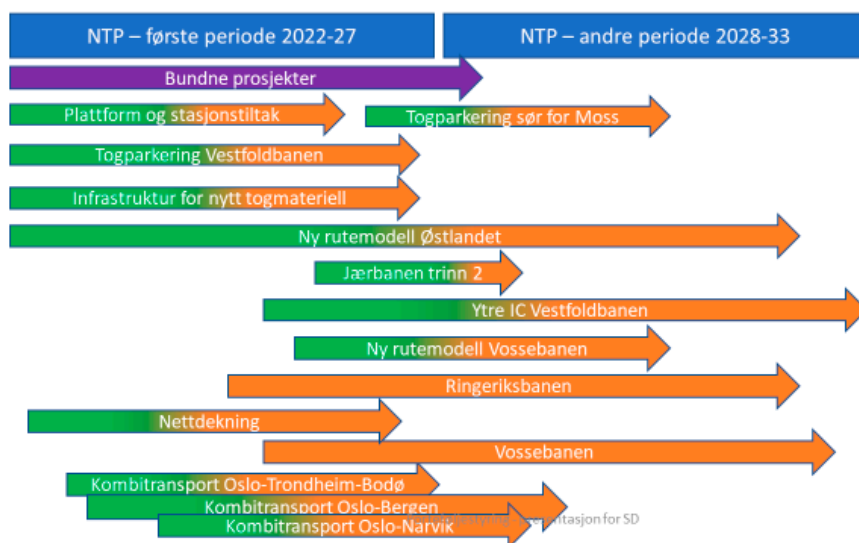 NTP – første periode 2022-27
NTP – andre periode 2028-33
Bundne prosjekter
Plattform og stasjonstiltak
Togparkering sør for Moss
Togparkering Vestfoldbanen
Infrastruktur for nytt togmateriell
Ny rutemodell Østlandet
Jærbanen trinn 2
Ytre IC Vestfoldbanen
Ny rutemodell Vossebanen
Ringeriksbanen
Nettdekning
Vossebanen
Kombitransport Oslo-Trondheim-Bodø
Kombitransport Oslo-Bergen
for SD
Kombitransport Oslo-Narvik